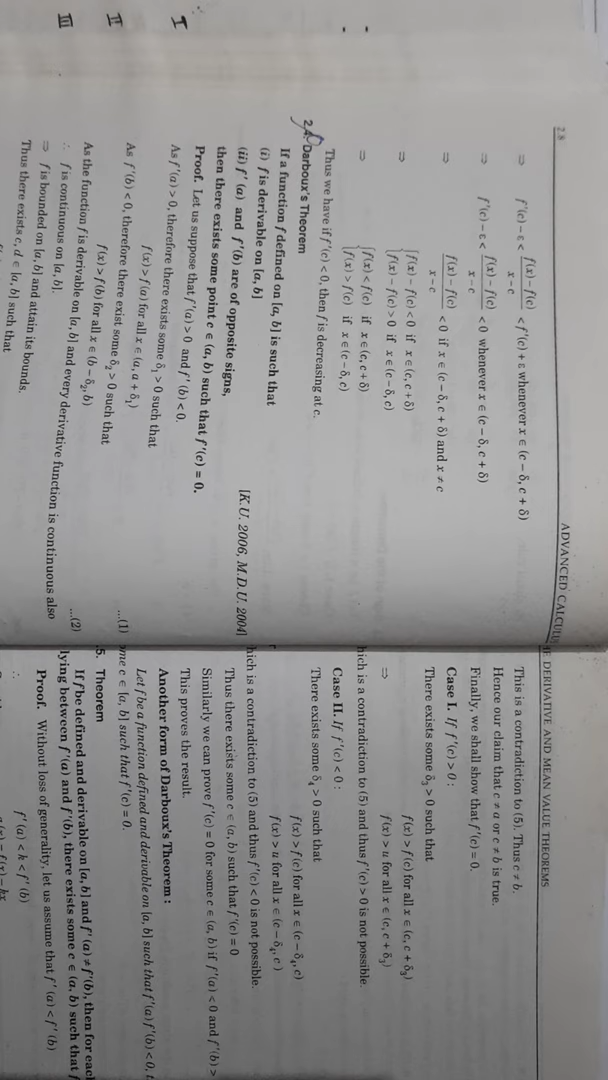 2.8
ADVANCED CALCULU
⇒ f'(c) – ε < f(x) – f(c) / x – c < f'(c) + ε whenever x ∈ (c – δ, c + δ)
⇒ f'(c) – ε < f(x) – f(c) / x – c < 0 whenever x ∈ (c – δ, c + δ)
⇒ f(x) – f(c) / x – c < 0 if x ∈ (c – δ, c + δ) and x ≠ c
⇒ { f(x) – f(c) < 0 if x ∈ (c, c + δ)
f(x) – f(c) > 0 if x ∈ (c – δ, c)
⇒ { f(x) < f(c) if x ∈ (c, c + δ)
f(x) > f(c) if x ∈ (c – δ, c)
Thus we have if f'(c) < 0, then f is decreasing at c.
2.4. Darboux's Theorem
If a function f defined on [a, b] is such that
(i) f is derivable on [a, b]
(ii) f'(a) and f'(b) are of opposite signs,
then there exists some point c ∈ (a, b) such that f'(c) = 0. [K.U. 2006, M.D.U. 2004]
Proof. Let us suppose that f'(a) > 0 and f'(b) < 0.
As f'(a) > 0, therefore there exists some δ₁ > 0 such that
f(x) > f(a) for all x ∈ (a, a + δ₁) ...(1)
As f'(b) < 0, therefore there exist some δ₂ > 0 such that
f(x) > f(b) for all x ∈ (b – δ₂, b) ...(2)
As the function f is derivable on [a, b] and every derivative function is continuous also
∴ f is continuous on [a, b].
⇒ f is bounded on [a, b] and attain its bounds.
Thus there exists c, d ∈ [a, b] such that
I
II
III
HE DERIVATIVE AND MEAN VALUE THEOREMS
This is a contradiction to (5). Thus c ≠ b.
Hence our claim that c ≠ a or c ≠ b is true.
Finally, we shall show that f'(c) = 0.
Case I. If f'(c) > 0 :
There exists some δ₃ > 0 such that
f(x) > f(c) for all x ∈ (c, c + δ₃)
⇒ f(x) > u for all x ∈ (c, c + δ₃)
hich is a contradiction to (5) and thus f'(c) > 0 is not possible.
Case II. If f'(c) < 0 :
There exists some δ₄ > 0 such that
f(x) > f(c) for all x ∈ (c – δ₄, c)
f(x) > u for all x ∈ (c – δ₄, c)
hich is a contradiction to (5) and thus f'(c) < 0 is not possible.
Thus there exists some c ∈ (a, b) such that f'(c) = 0
Similarly we can prove f'(c) = 0 for some c ∈ (a, b) if f'(a) < 0 and f'(b) >
This proves the result.
Another form of Darboux's Theorem :
Let f be a function defined and derivable on [a, b] such that f'(a) f'(b) < 0, t
me c ∈ [a, b] such that f'(c) = 0.
5. Theorem
If f be defined and derivable on [a, b] and f'(a) ≠ f'(b), then for each
lying between f'(a) and f'(b), there exists some c ∈ (a, b) such that f
Proof. Without loss of generality, let us assume that f'(a) < f'(b)
∴ f'(a) < k < f'(b)